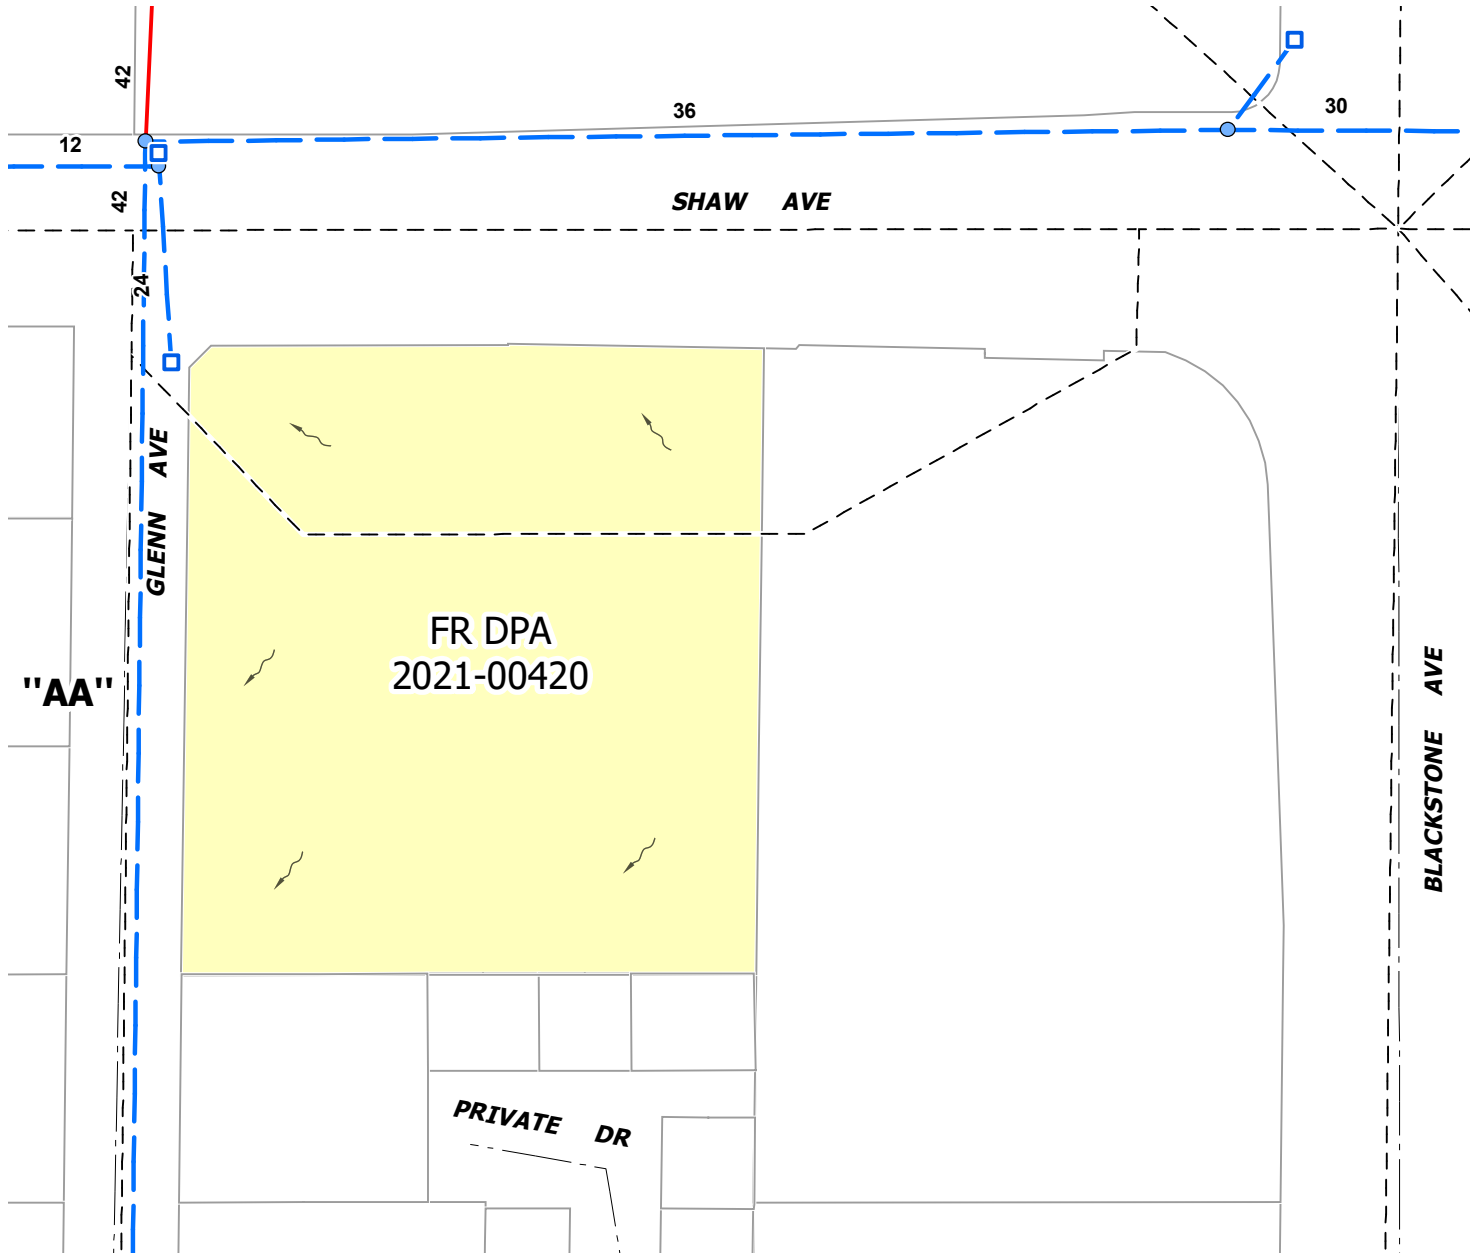 42
36
30
12
42
SHAW AVE
24
GLENN AVE
FR DPA
2021-00420
"AA"
BLACKSTONE AVE
PRIVATE DR